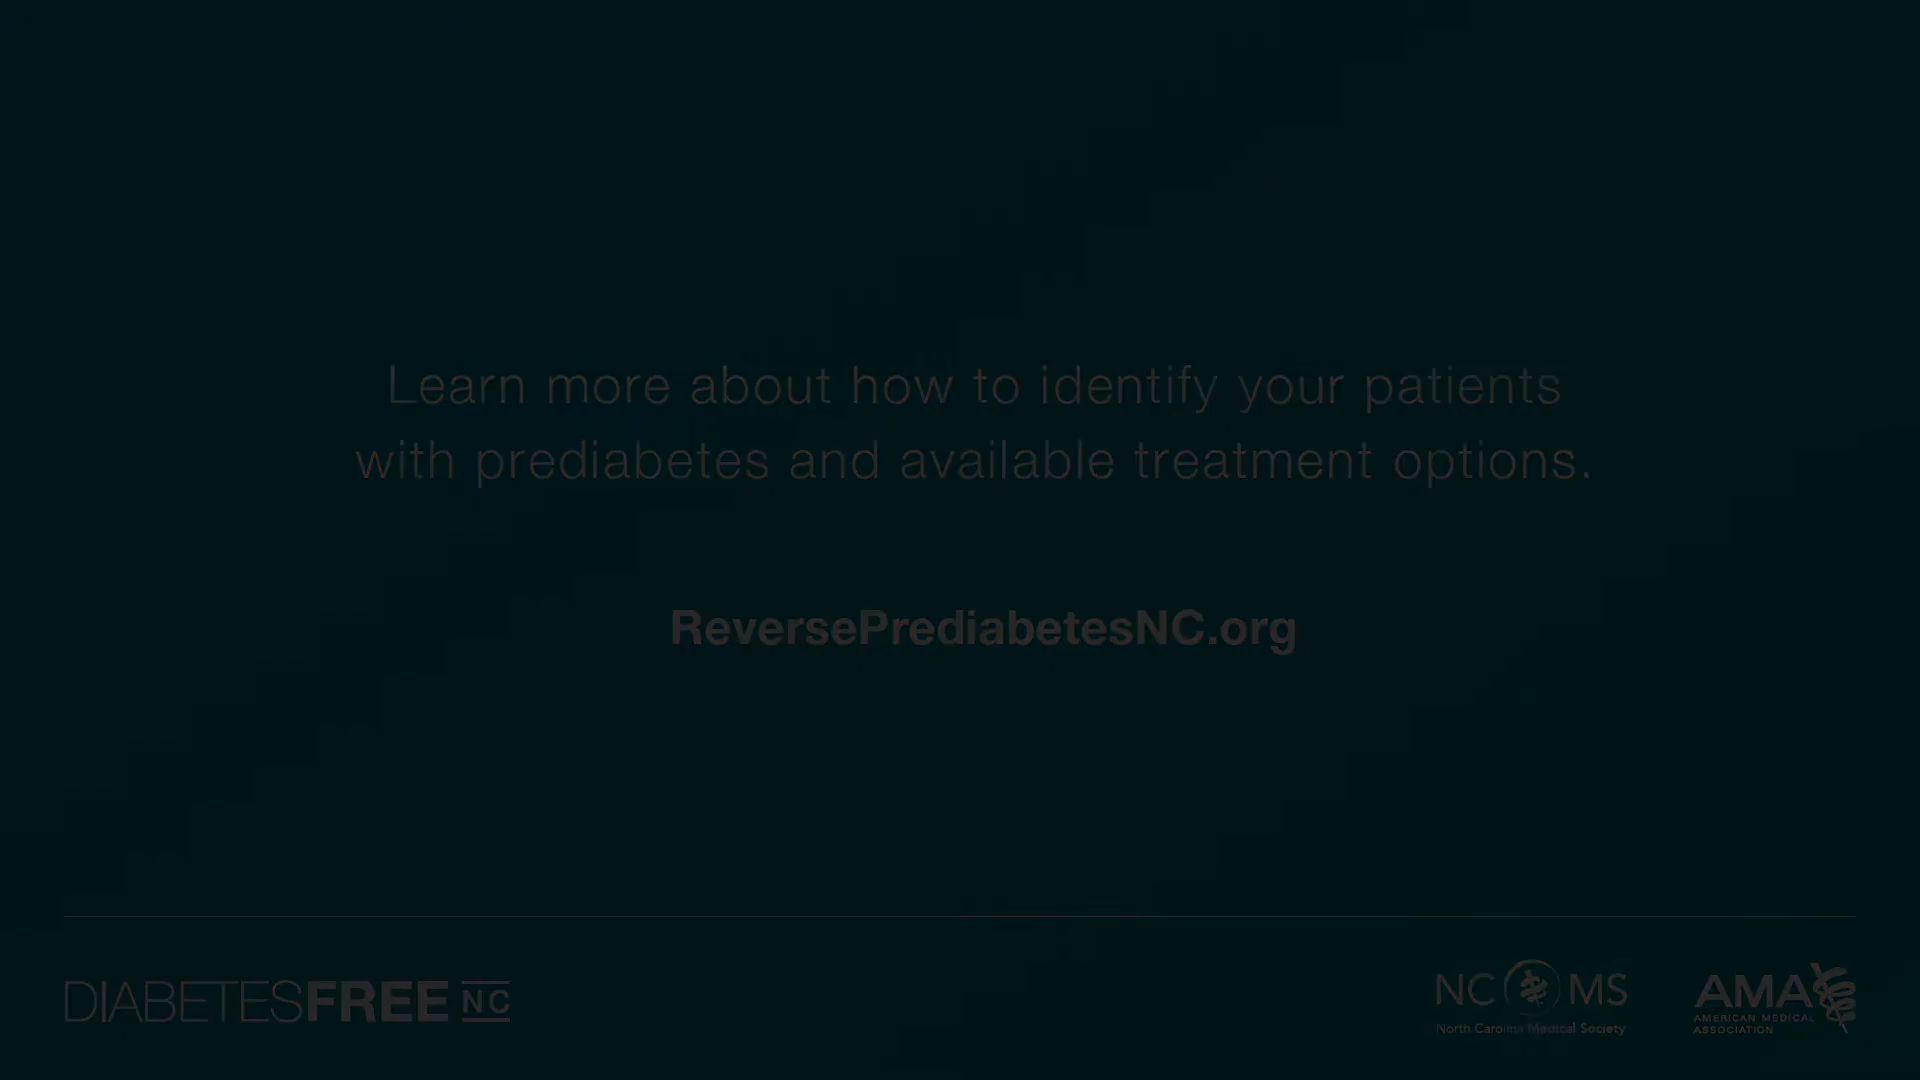 Learn more about how to identify your patients
with prediabetes and available treatment options.
ReversePrediabetesNC.org
DIABETESFREE NC
NC MS
North Carolina Medical Society
AMA
AMERICAN MEDICAL
ASSOCIATION